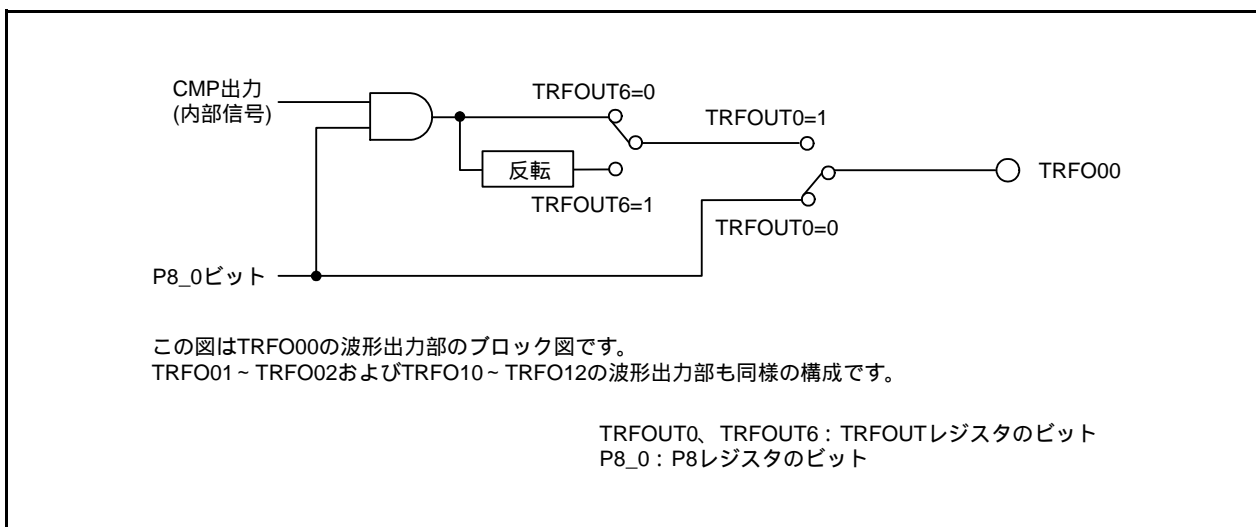 CMP出力
(内部信号)
TRFOUT6=0
TRFOUT0=1
反転
TRFO00
TRFOUT6=1
TRFOUT0=0
P8_0ビット
この図はTRFO00の波形出力部のブロック図です。
TRFO01~TRFO02およびTRFO10~TRFO12の波形出力部も同様の構成です。
TRFOUT0、TRFOUT6:TRFOUTレジスタのビット
P8_0:P8レジスタのビット